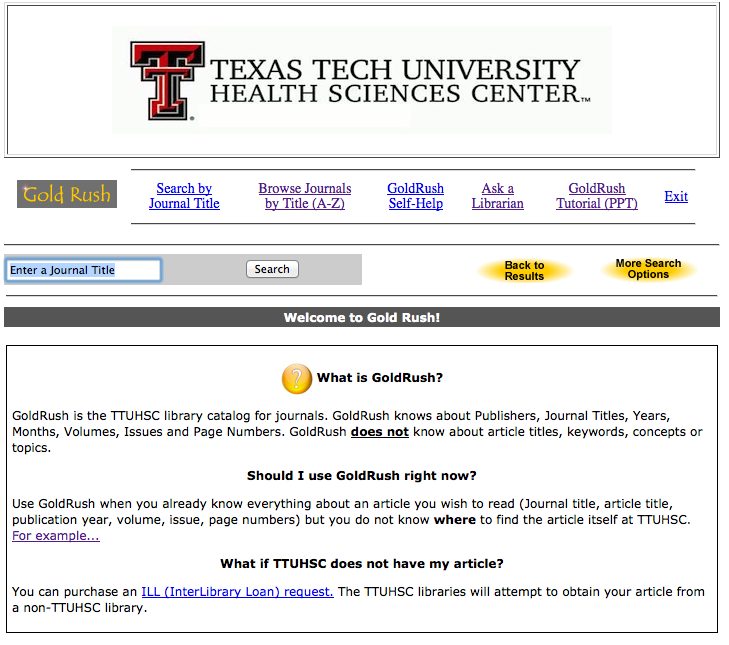 TEXAS TECH UNIVERSITY
HEALTH SCIENCES CENTER™
Gold Rush
Search by
Journal Title
Browse Journals
by Title (A-Z)
GoldRush
Self-Help
Ask a
Librarian
GoldRush
Tutorial (PPT)
Exit
Enter a Journal Title
Search
Back to
Results
More Search
Options
Welcome to Gold Rush!
? What is GoldRush?
GoldRush is the TTUHSC library catalog for journals. GoldRush knows about Publishers, Journal Titles, Years,
Months, Volumes, Issues and Page Numbers. GoldRush does not know about article titles, keywords, concepts or
topics.
Should I use GoldRush right now?
Use GoldRush when you already know everything about an article you wish to read (Journal title, article title,
publication year, volume, issue, page numbers) but you do not know where to find the article itself at TTUHSC.
For example...
What if TTUHSC does not have my article?
You can purchase an ILL (InterLibrary Loan) request. The TTUHSC libraries will attempt to obtain your article from
a non-TTUHSC library.